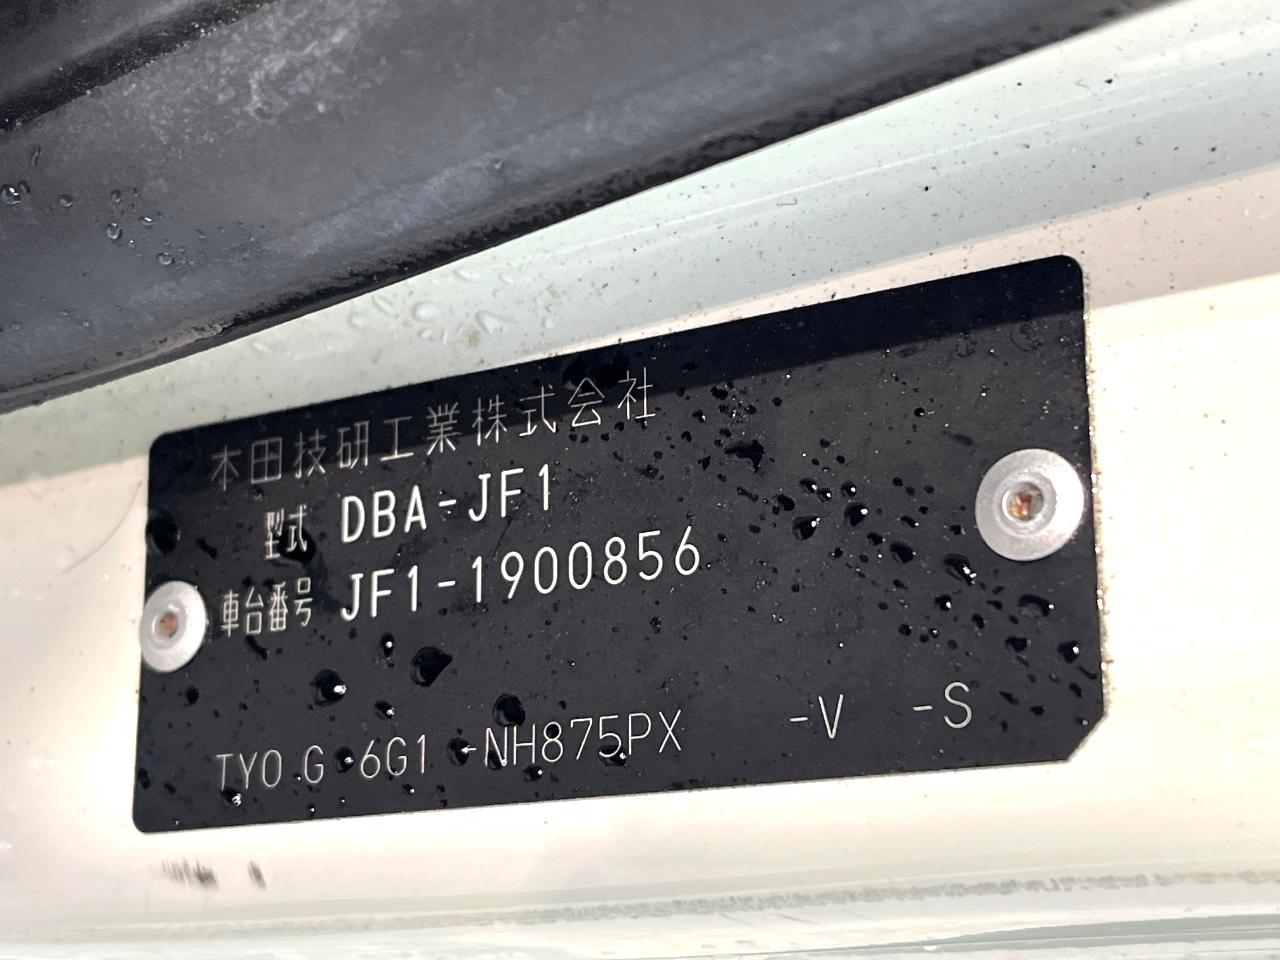 本田技研工業株式会社
型式 DBA-JF1
車台番号 JF1-1900856
TY0 G 6G1 -NH875PX -V -S